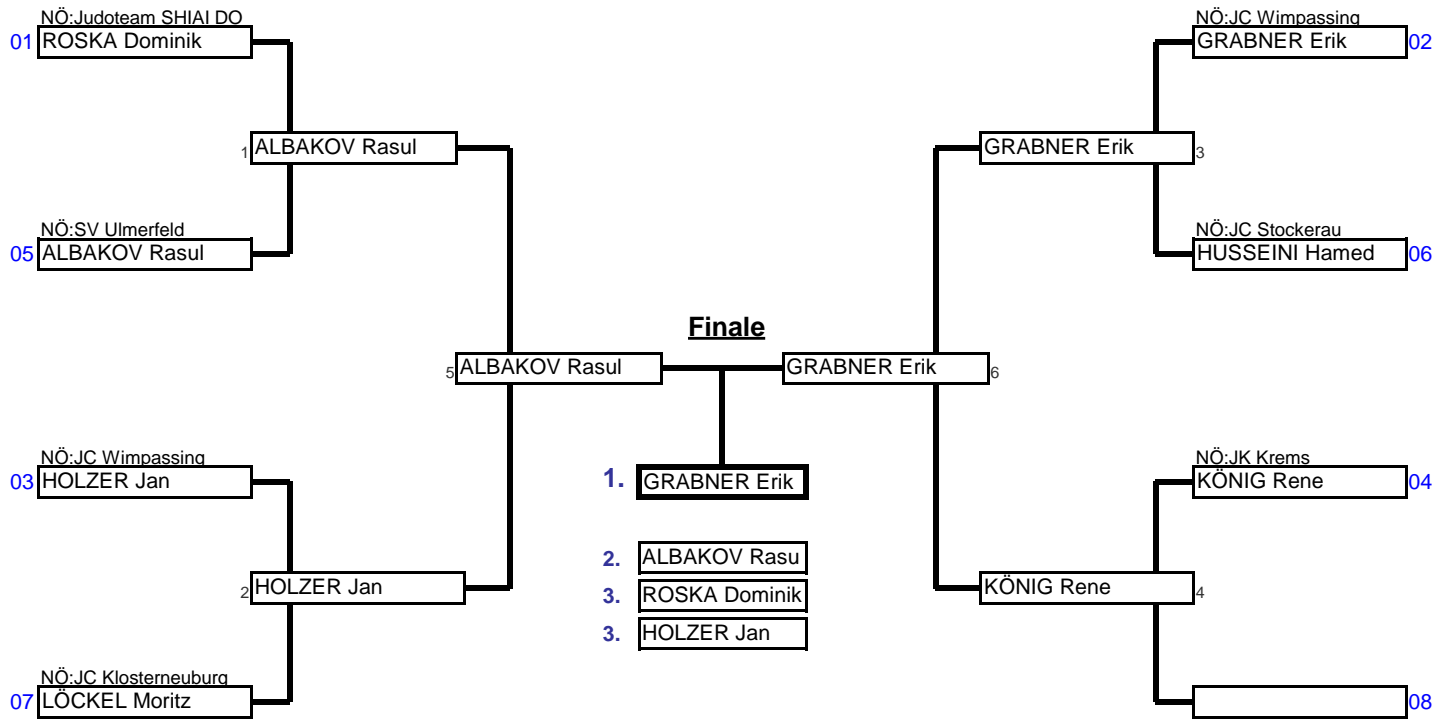 NÖ:Judoteam SHIAI DO
01 ROSKA Dominik
NÖ:JC Wimpassing
GRABNER Erik 02
1 ALBAKOV Rasul
GRABNER Erik 3
NÖ:SV Ulmerfeld
05 ALBAKOV Rasul
NÖ:JC Stockerau
HUSSEINI Hamed 06
Finale
5 ALBAKOV Rasul
GRABNER Erik 6
NÖ:JC Wimpassing
03 HOLZER Jan
1. GRABNER Erik
NÖ:JK Krems
KÖNIG Rene 04
2. ALBAKOV Rasu
3. ROSKA Dominik
3. HOLZER Jan
2 HOLZER Jan
KÖNIG Rene 4
NÖ:JC Klosterneuburg
07 LÖCKEL Moritz
08